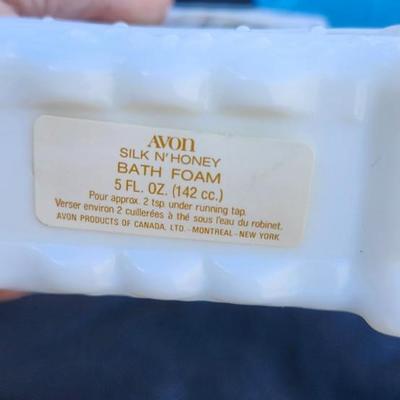 AVON
SILK N' HONEY
BATH FOAM
5 FL. OZ. (142 cc.)
Pour approx. 2 tsp. under running tap.
Verser environ 2 cuillerées à thé sous l'eau du robinet.
AVON PRODUCTS OF CANADA, LTD. - MONTREAL - NEW YORK